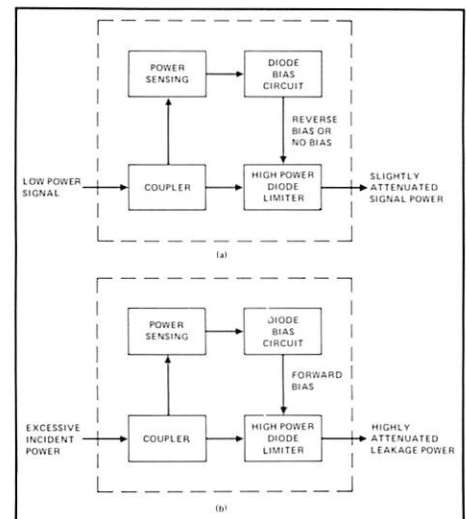 POWER
SENSING
DIODE
BIAS
CIRCUIT
REVERSE
BIAS OR
NO BIAS
LOW POWER
SIGNAL
COUPLER
HIGH POWER
DIODE
LIMITER
SLIGHTLY
ATTENUATED
SIGNAL POWER
(a)
POWER
SENSING
DIODE
BIAS
CIRCUIT
FORWARD
BIAS
EXCESSIVE
INCIDENT
POWER
COUPLER
HIGH POWER
DIODE
LIMITER
HIGHLY
ATTENUATED
LEAKAGE POWER
(b)